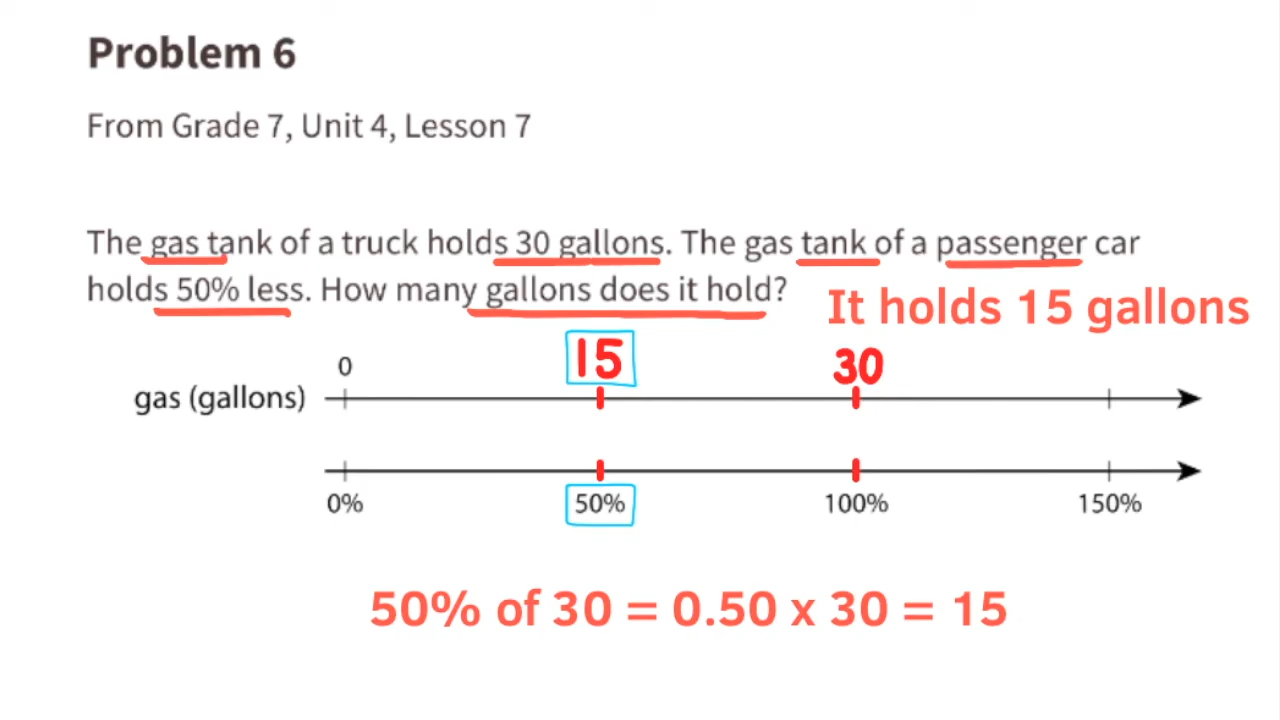 Problem 6
From Grade 7, Unit 4, Lesson 7
The gas tank of a truck holds 30 gallons. The gas tank of a passenger car
holds 50% less. How many gallons does it hold?
It holds 15 gallons
0 15 30
gas (gallons)
0% 50% 100% 150%
50% of 30 = 0.50 x 30 = 15